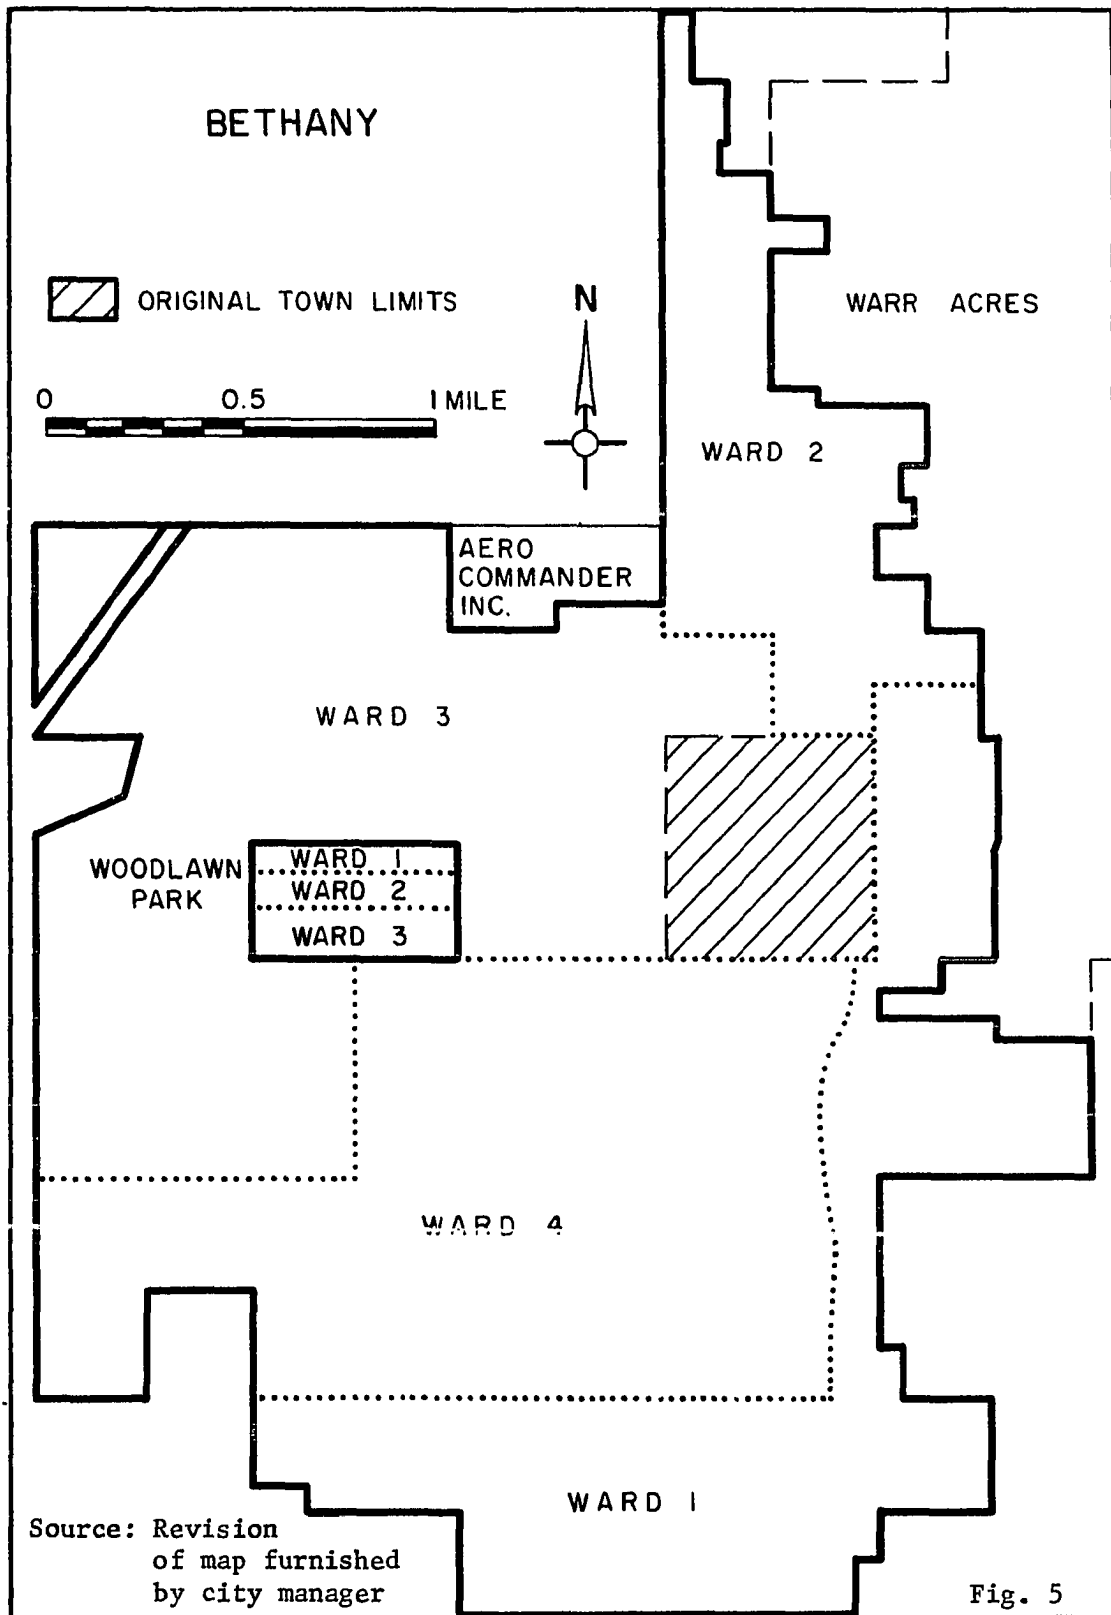 BETHANY
ORIGINAL TOWN LIMITS
N
WARR ACRES
0 0.5 1 MILE
WARD 2
AERO
COMMANDER
INC.
WARD 3
WOODLAWN
PARK
WARD 1
WARD 2
WARD 3
WARD 4
WARD 1
Source: Revision
of map furnished
by city manager
Fig. 5